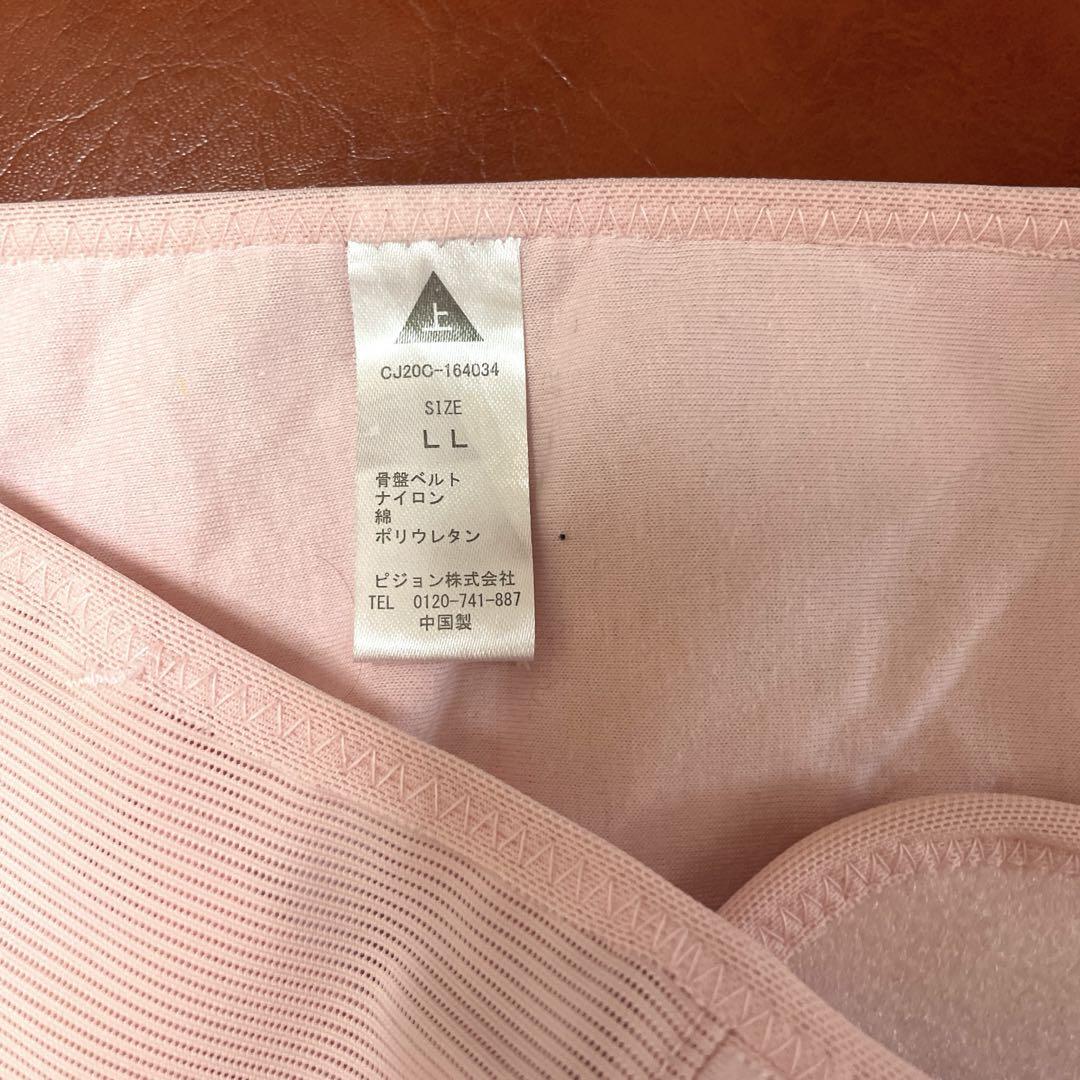 上
CJ20C-164034
SIZE
LL
骨盤ベルト
ナイロン
綿
ポリウレタン
ピジョン株式会社
TEL 0120-741-887
中国製